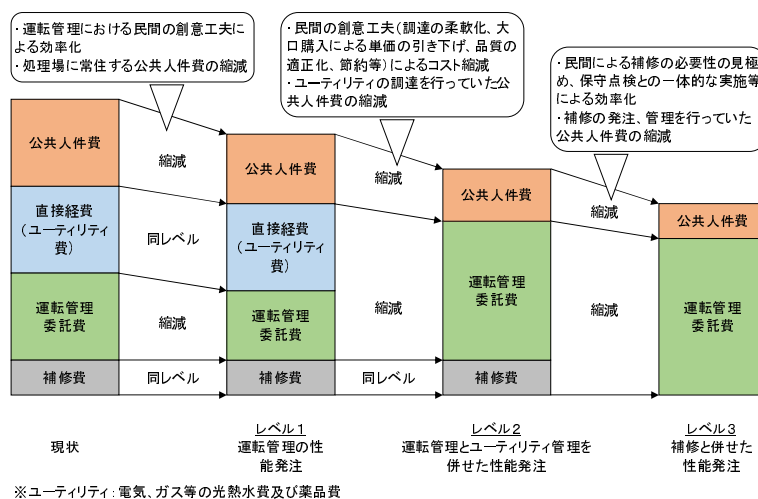 ・運転管理における民間の創意工夫に
よる効率化
・処理場に常住する公共人件費の縮減
・民間の創意工夫（調達の柔軟化、大
口購入による単価の引き下げ、品質の
適正化、節約等）によるコスト縮減
・ユーティリティの調達を行っていた公
共人件費の縮減
・民間による補修の必要性の見極
め、保守点検との一体的な実施等
による効率化
・補修の発注、管理を行っていた
公共人件費の縮減
公共人件費
直接経費
（ユーティリティ
費）
運転管理
委託費
補修費
縮減
同レベル
縮減
同レベル
公共人件費
直接経費
（ユーティリティ
費）
運転管理
委託費
補修費
縮減
縮減
同レベル
公共人件費
運転管理
委託費
補修費
縮減
縮減
公共人件費
運転管理
委託費
現状
レベル１
運転管理の性
能発注
レベル２
運転管理とユーティリティ管理を
併せた性能発注
レベル３
補修と併せた
性能発注
※ユーティリティ：電気、ガス等の光熱水費及び薬品費